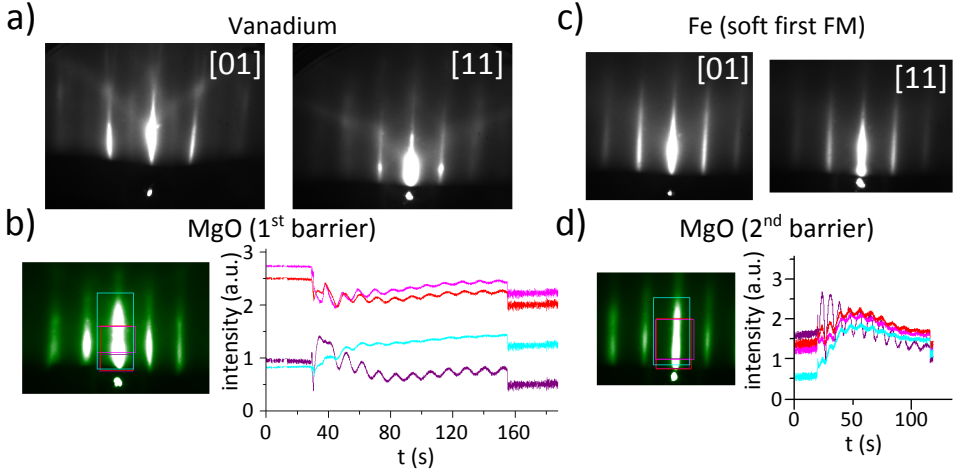 a)
Vanadium
[01]
[11]
c)
Fe (soft first FM)
[01]
[11]
b)
MgO (1st barrier)
intensity (a.u.)
3
2
1
0
0
40
80
120
160
t (s)
d)
MgO (2nd barrier)
intensity (a.u.)
3
2
1
0
0
50
100
t (s)